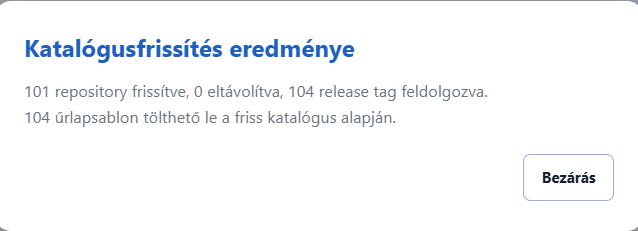 Katalógusfrissítés eredménye
101 repository frissítve, 0 eltávolítva, 104 release tag feldolgozva.
104 űrlapsablon tölthető le a friss katalógus alapján.
Bezárás